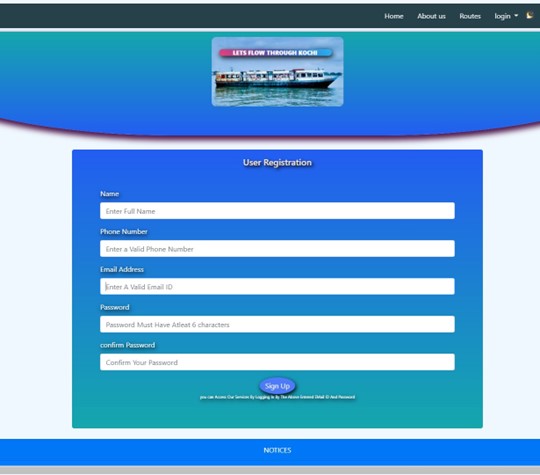 Home About us Routes login
LETS FLOW THROUGH KOCHI
User Registration
Name
Enter Full Name
Phone Number
Enter a Valid Phone Number
Email Address
Enter A Valid Email ID
Password
Password Must Have Atleat 6 characters
confirm Password
Confirm Your Password
Sign Up
you can Access Our Services By Logging In By The Above Entered EMail ID And Password
NOTICES